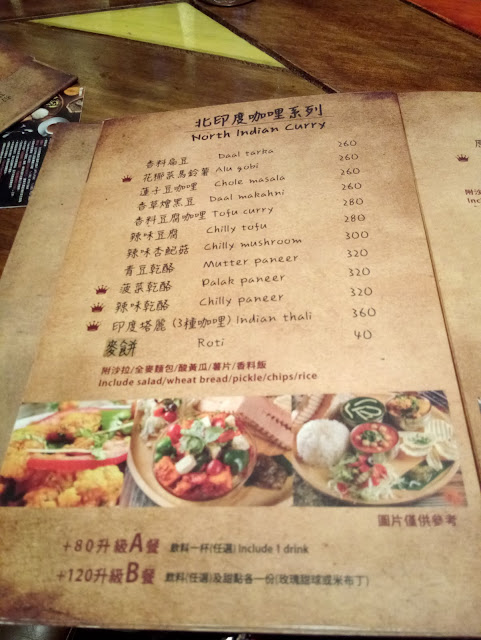 北印度咖哩系列
North Indian Curry
香料扁豆 Daal tarka 260
花椰菜馬鈴薯 Alu gobi 260
蓮子豆咖哩 Chole masala 260
香草燴黑豆 Daal makahni 260
香料豆腐咖哩 Tofu curry 280
辣味豆腐 Chilly tofu 280
辣味杏鮑菇 Chilly mushroom 300
青豆乾酪 Mutter paneer 320
菠菜乾酪 Palak paneer 320
辣味乾酪 Chilly paneer 320
印度塔麗 (3種咖哩) Indian thali 360
麥餅 Roti 40
附沙拉/全麥麵包/酸黃瓜/薯片/香料飯
Include salad/wheat bread/pickle/chips/rice
圖片僅供參考
+80升級A餐 飲料一杯(任選) Include 1 drink
+120升級B餐 飲料(任選)及甜點各一份(玫瑰甜球或米布丁)
附沙拉